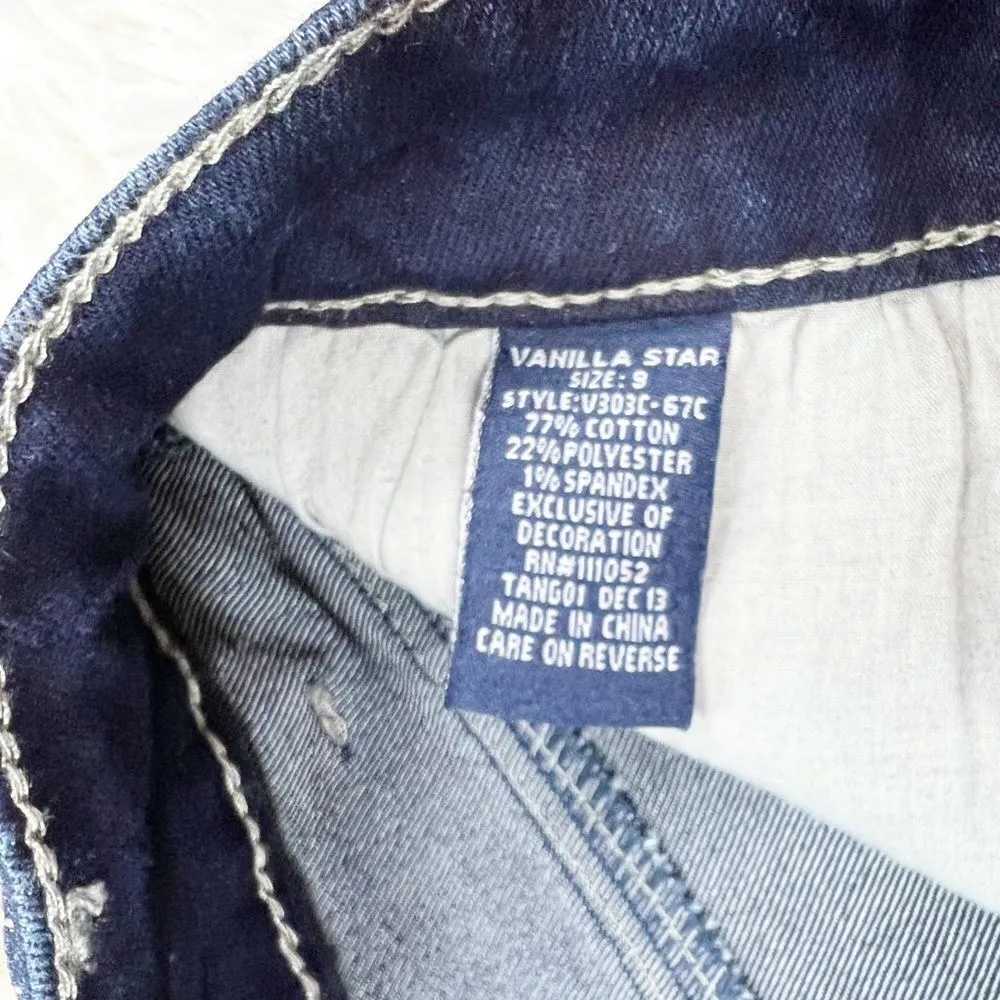 VANILLA STAR
SIZE: 9
STYLE:V303C-67C
77% COTTON
22%POLYESTER
1% SPANDEX
EXCLUSIVE OF
DECORATION
RN#111052
TANG01 DEC 13
MADE IN CHINA
CARE ON REVERSE